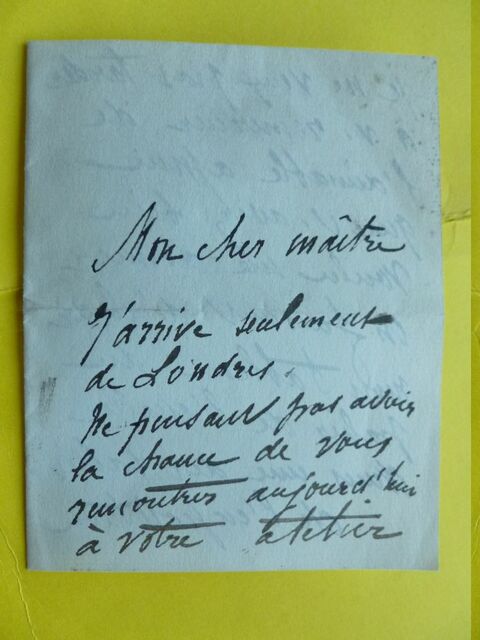 Mon cher maître
J'arrive seulement
de Londres.
Ne pensant pas avoir
la chance de vous
rencontrer aujourd'hui
à votre atelier